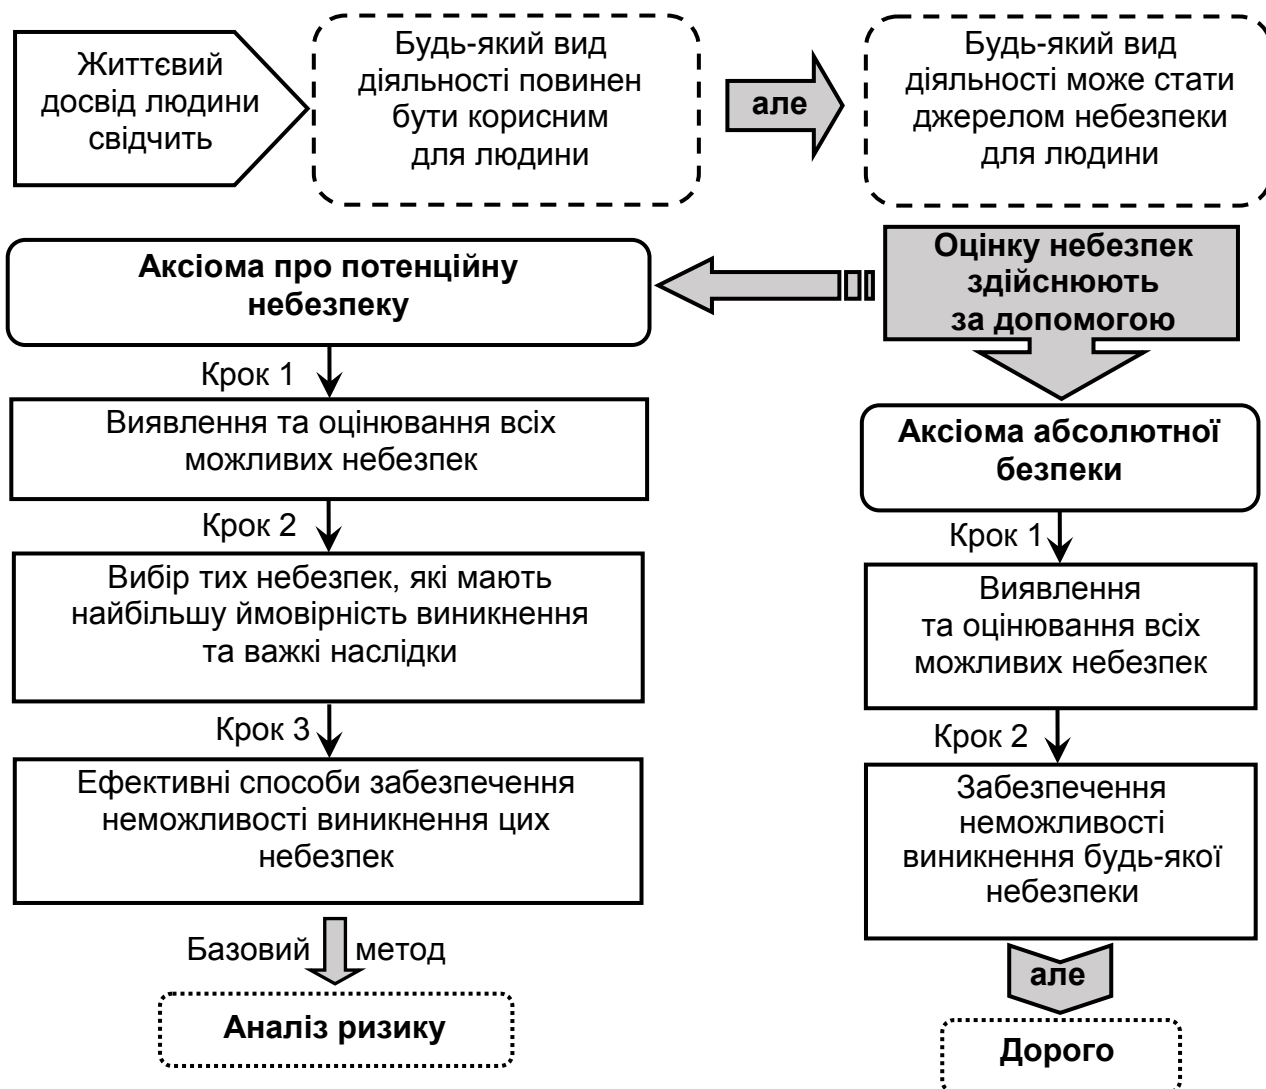 Життєвий
досвід людини
свідчить
Будь-який вид
діяльності повинен
бути корисним
для людини
але
Будь-який вид
діяльності може стати
джерелом небезпеки
для людини
Оцінку небезпек
здійснюють
за допомогою
Аксіома про потенційну
небезпеку
Крок 1
Виявлення та оцінювання всіх
можливих небезпек
Крок 2
Вибір тих небезпек, які мають
найбільшу ймовірність виникнення
та важкі наслідки
Крок 3
Ефективні способи забезпечення
неможливості виникнення цих
небезпек
Базовий метод
Аналіз ризику
Аксіома абсолютної
безпеки
Крок 1
Виявлення
та оцінювання всіх
можливих небезпек
Крок 2
Забезпечення
неможливості
виникнення будь-якої
небезпеки
але
Дорого